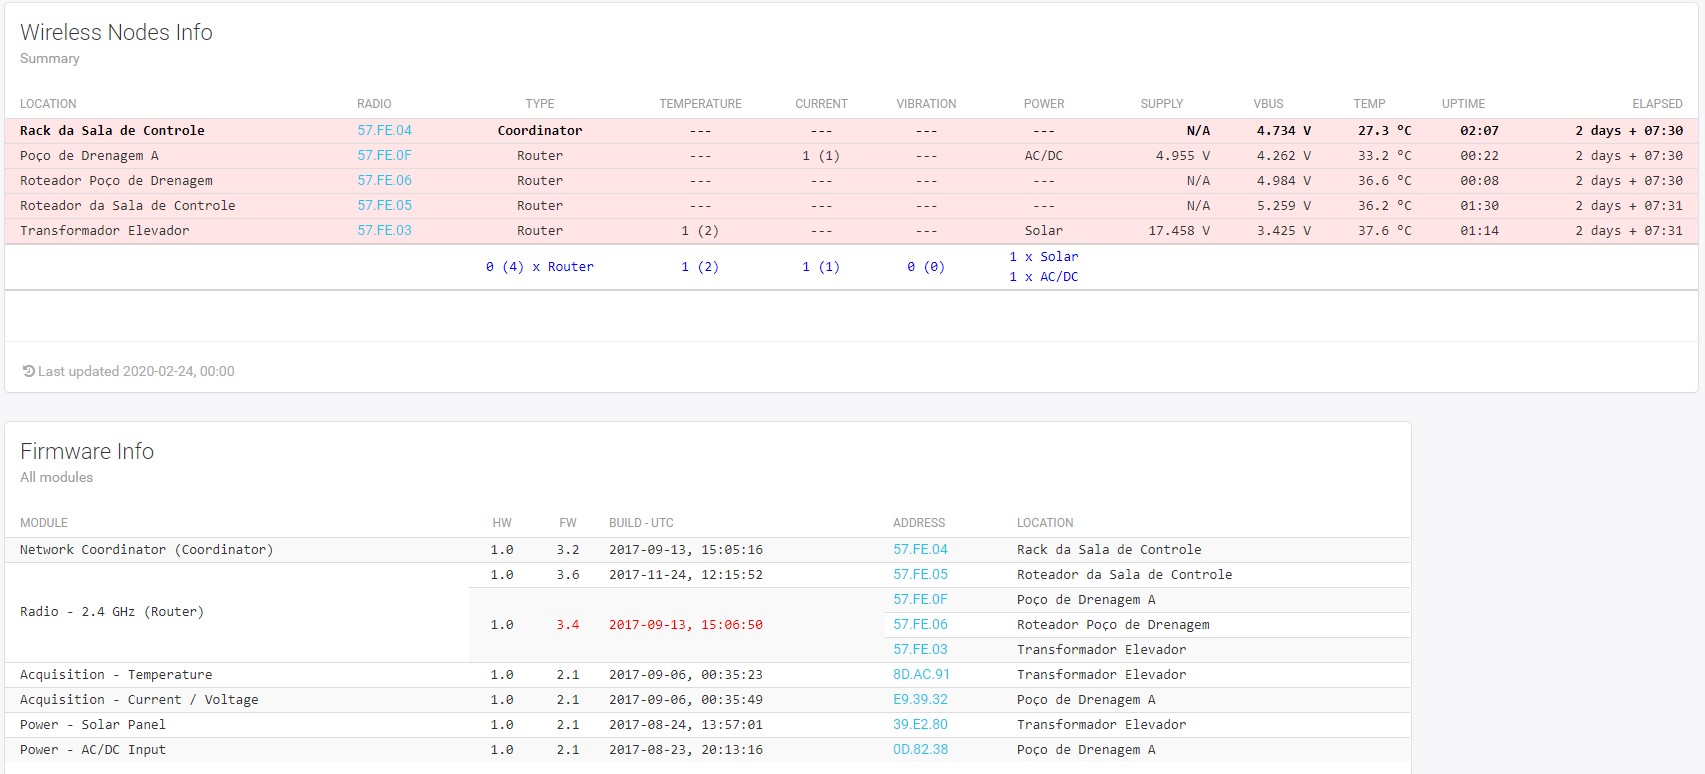 Wireless Nodes Info
Summary
LOCATION RADIO TYPE TEMPERATURE CURRENT VIBRATION POWER SUPPLY VBUS TEMP UPTIME ELAPSED
Rack da Sala de Controle 57.FE.04 Coordinator --- --- --- --- N/A 4.734 V 27.3 ºC 02:07 2 days + 07:30
Poço de Drenagem A 57.FE.0F Router --- 1 (1) --- AC/DC 4.955 V 4.262 V 33.2 ºC 00:22 2 days + 07:30
Roteador Poço de Drenagem 57.FE.06 Router --- --- --- --- N/A 4.984 V 36.6 ºC 00:08 2 days + 07:30
Roteador da Sala de Controle 57.FE.05 Router --- --- --- --- N/A 5.259 V 36.2 ºC 01:30 2 days + 07:31
Transformador Elevador 57.FE.03 Router 1 (2) --- --- Solar 17.458 V 3.425 V 37.6 ºC 01:14 2 days + 07:31
0 (4) x Router 1 (2) 1 (1) 0 (0) 1 x Solar
1 x AC/DC
Last updated 2020-02-24, 00:00
Firmware Info
All modules
MODULE HW FW BUILD - UTC ADDRESS LOCATION
Network Coordinator (Coordinator) 1.0 3.2 2017-09-13, 15:05:16 57.FE.04 Rack da Sala de Controle
1.0 3.6 2017-11-24, 12:15:52 57.FE.05 Roteador da Sala de Controle
57.FE.0F Poço de Drenagem A
Radio - 2.4 GHz (Router)
1.0 3.4 2017-09-13, 15:06:50 57.FE.06 Roteador Poço de Drenagem
57.FE.03 Transformador Elevador
Acquisition - Temperature 1.0 2.1 2017-09-06, 00:35:23 8D.AC.91 Transformador Elevador
Acquisition - Current / Voltage 1.0 2.1 2017-09-06, 00:35:49 E9.39.32 Poço de Drenagem A
Power - Solar Panel 1.0 2.1 2017-08-24, 13:57:01 39.E2.80 Transformador Elevador
Power - AC/DC Input 1.0 2.1 2017-08-23, 20:13:16 0D.82.38 Poço de Drenagem A